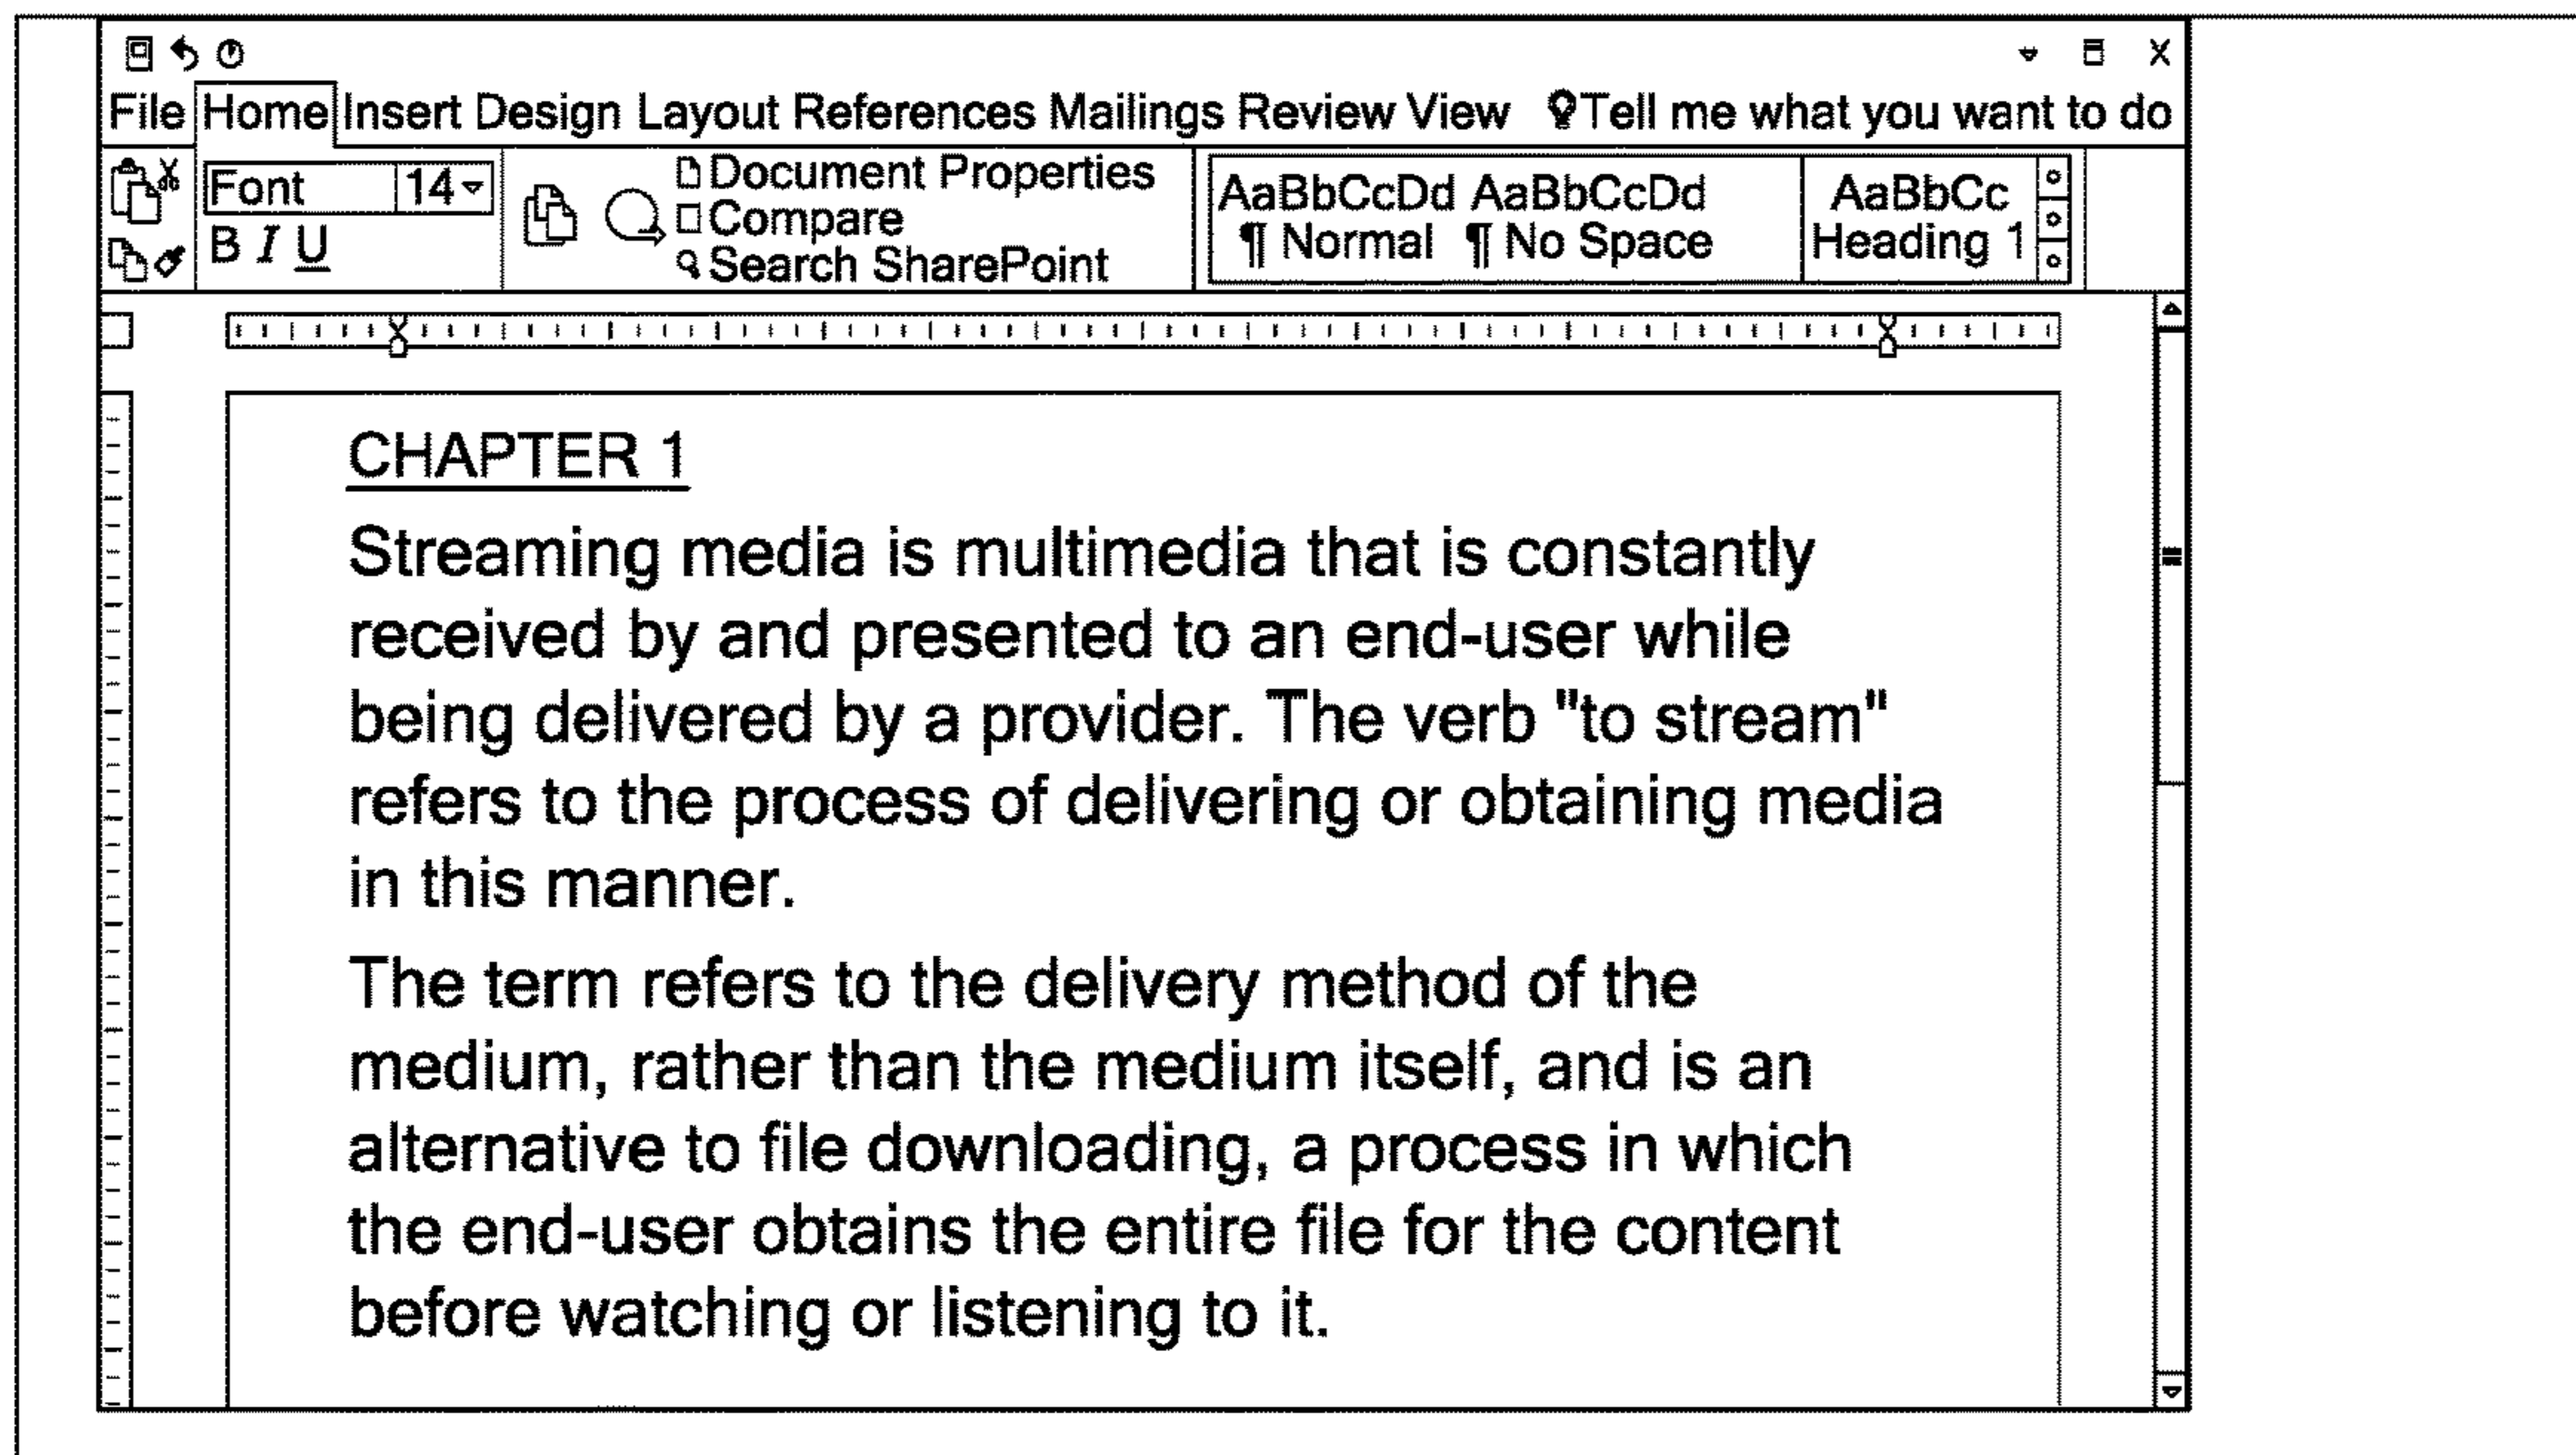 File Home Insert Design Layout References Mailings Review View Tell me what you want to do
Font 14
B I U
Document Properties
Compare
Search SharePoint
AaBbCcDd AaBbCcDd AaBbCc
¶ Normal ¶ No Space Heading 1
CHAPTER 1
Streaming media is multimedia that is constantly
received by and presented to an end-user while
being delivered by a provider. The verb "to stream"
refers to the process of delivering or obtaining media
in this manner.
The term refers to the delivery method of the
medium, rather than the medium itself, and is an
alternative to file downloading, a process in which
the end-user obtains the entire file for the content
before watching or listening to it.